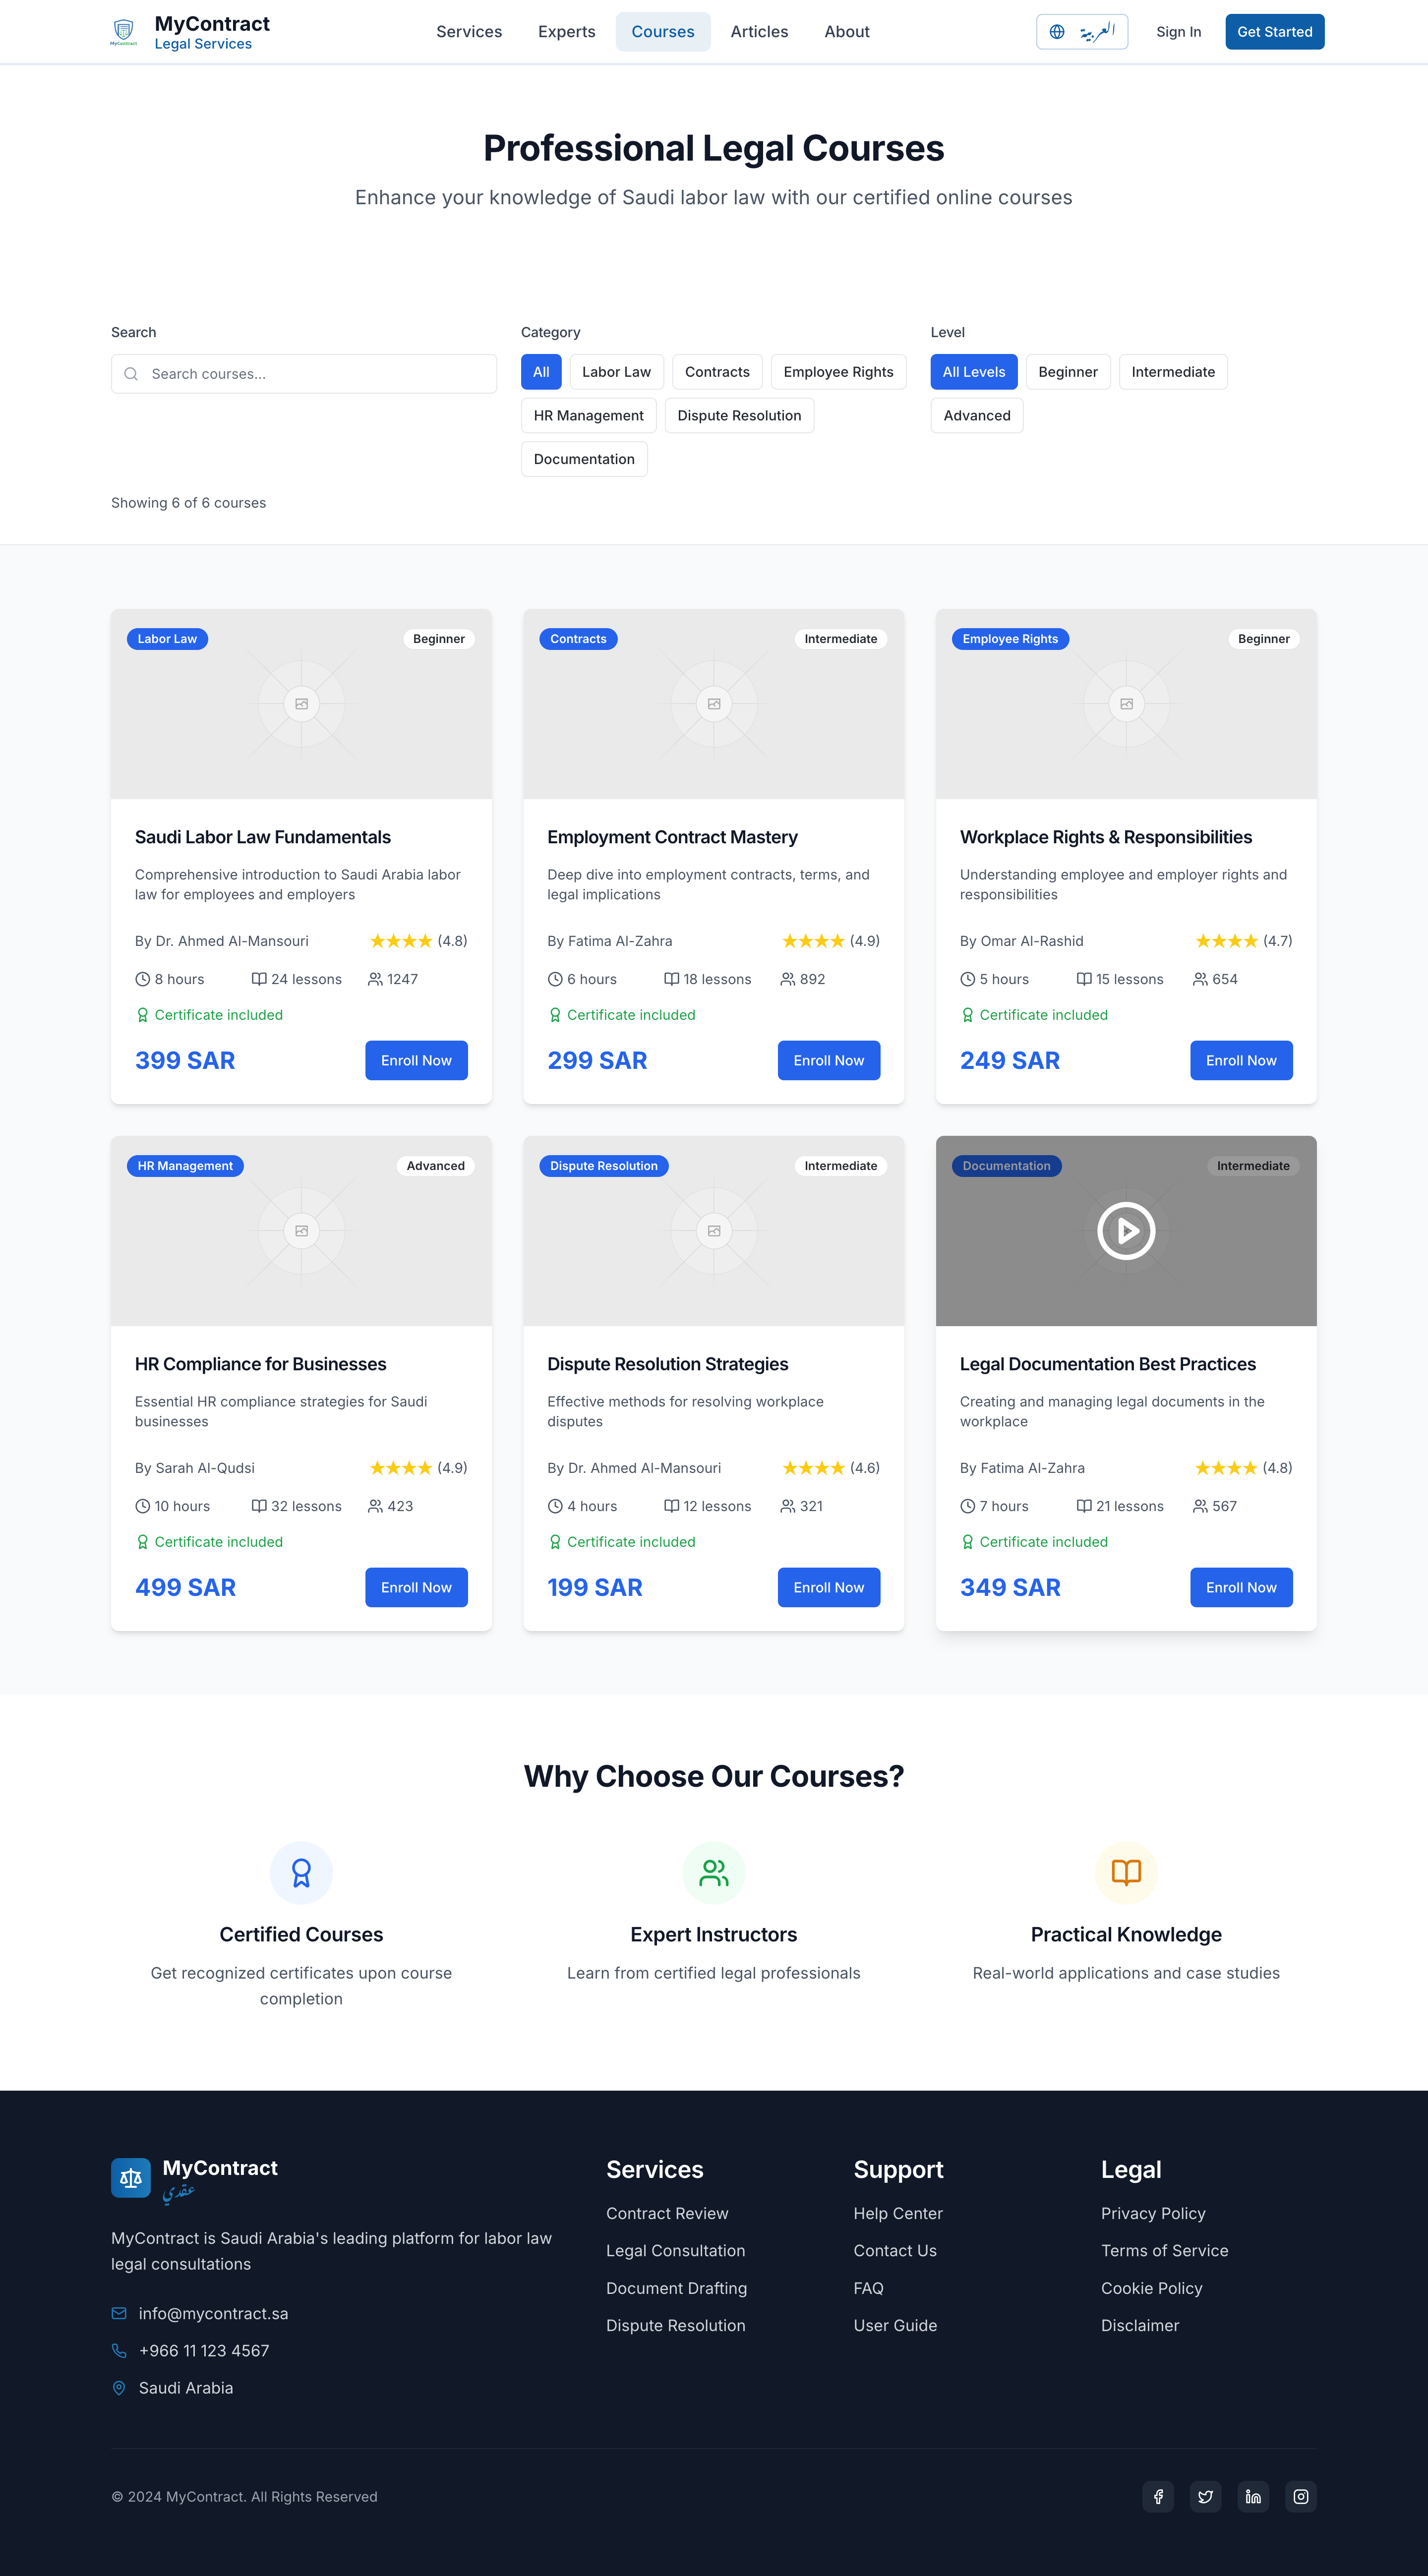 MyContract
Legal Services
MyContract
Services
Experts
Courses
Articles
About
العربية
Sign In
Get Started
Professional Legal Courses
Enhance your knowledge of Saudi labor law with our certified online courses
Search
Search courses...
Category
All
Labor Law
Contracts
Employee Rights
HR Management
Dispute Resolution
Documentation
Level
All Levels
Beginner
Intermediate
Advanced
Showing 6 of 6 courses
Labor Law
Beginner
Saudi Labor Law Fundamentals
Comprehensive introduction to Saudi Arabia labor
law for employees and employers
By Dr. Ahmed Al-Mansouri
(4.8)
8 hours
24 lessons
1247
Certificate included
399 SAR
Enroll Now
Contracts
Intermediate
Employment Contract Mastery
Deep dive into employment contracts, terms, and
legal implications
By Fatima Al-Zahra
(4.9)
6 hours
18 lessons
892
Certificate included
299 SAR
Enroll Now
Employee Rights
Beginner
Workplace Rights & Responsibilities
Understanding employee and employer rights and
responsibilities
By Omar Al-Rashid
(4.7)
5 hours
15 lessons
654
Certificate included
249 SAR
Enroll Now
HR Management
Advanced
HR Compliance for Businesses
Essential HR compliance strategies for Saudi
businesses
By Sarah Al-Qudsi
(4.9)
10 hours
32 lessons
423
Certificate included
499 SAR
Enroll Now
Dispute Resolution
Intermediate
Dispute Resolution Strategies
Effective methods for resolving workplace
disputes
By Dr. Ahmed Al-Mansouri
(4.6)
4 hours
12 lessons
321
Certificate included
199 SAR
Enroll Now
Documentation
Intermediate
Legal Documentation Best Practices
Creating and managing legal documents in the
workplace
By Fatima Al-Zahra
(4.8)
7 hours
21 lessons
567
Certificate included
349 SAR
Enroll Now
Why Choose Our Courses?
Certified Courses
Get recognized certificates upon course
completion
Expert Instructors
Learn from certified legal professionals
Practical Knowledge
Real-world applications and case studies
MyContract
عقدي
MyContract is Saudi Arabia's leading platform for labor law
legal consultations
info@mycontract.sa
+966 11 123 4567
Saudi Arabia
Services
Contract Review
Legal Consultation
Document Drafting
Dispute Resolution
Support
Help Center
Contact Us
FAQ
User Guide
Legal
Privacy Policy
Terms of Service
Cookie Policy
Disclaimer
© 2024 MyContract. All Rights Reserved